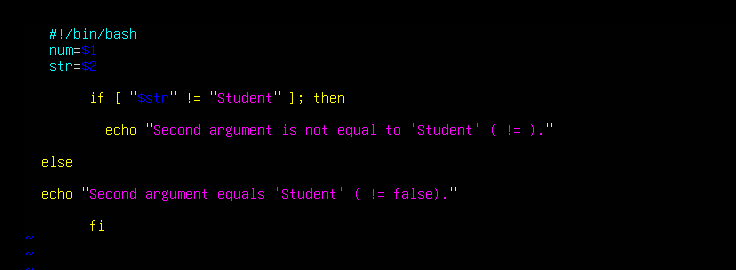 #!/bin/bash
num=$1
str=$2
if [ "$str" != "Student" ]; then
echo "Second argument is not equal to 'Student' ( != )."
else
echo "Second argument equals 'Student' ( != false)."
fi
~
~
~